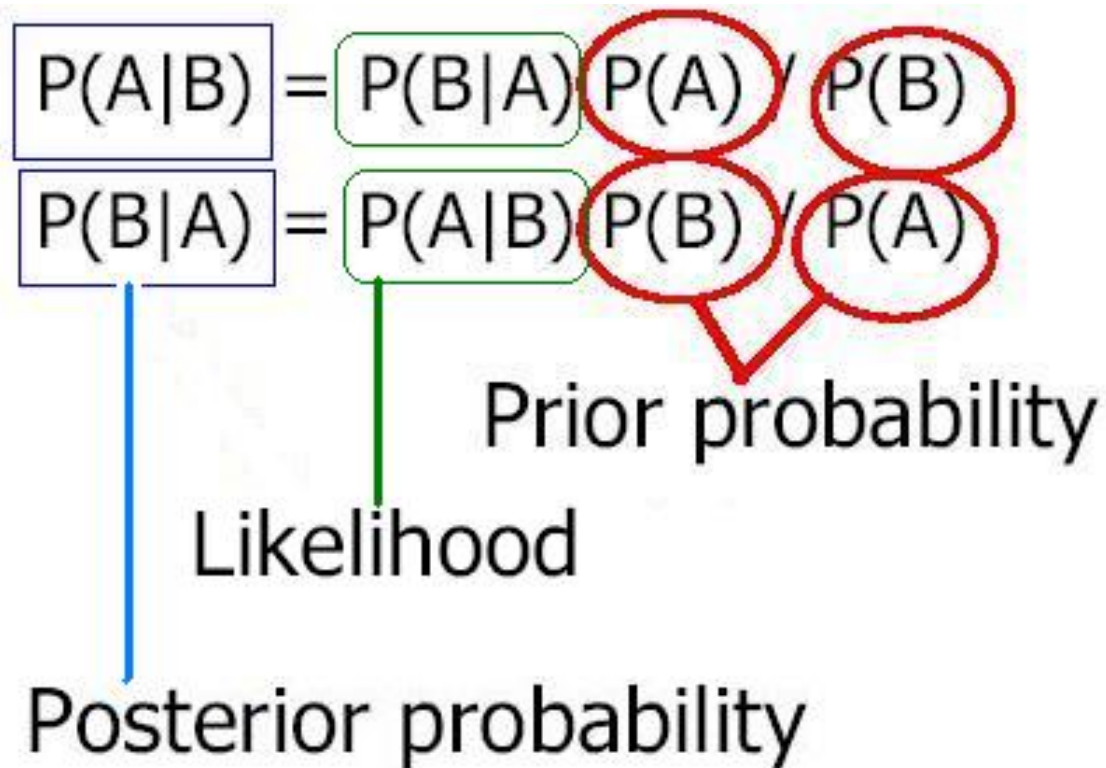 P(A|B) = P(B|A) P(A) / P(B)
P(B|A) = P(A|B) P(B) / P(A)
Prior probability
Likelihood
Posterior probability